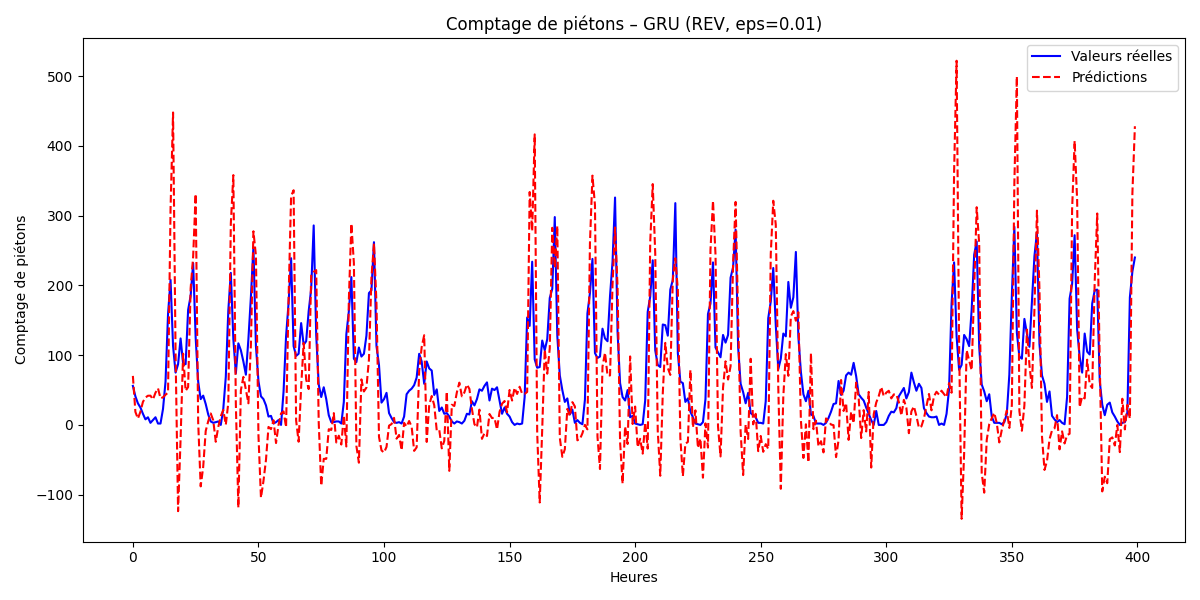 Comptage de piétons – GRU (REV, eps=0.01)
Valeurs réelles
Prédictions
Comptage de piétons
500
400
300
200
100
0
−100
0 50 100 150 200 250 300 350 400
Heures